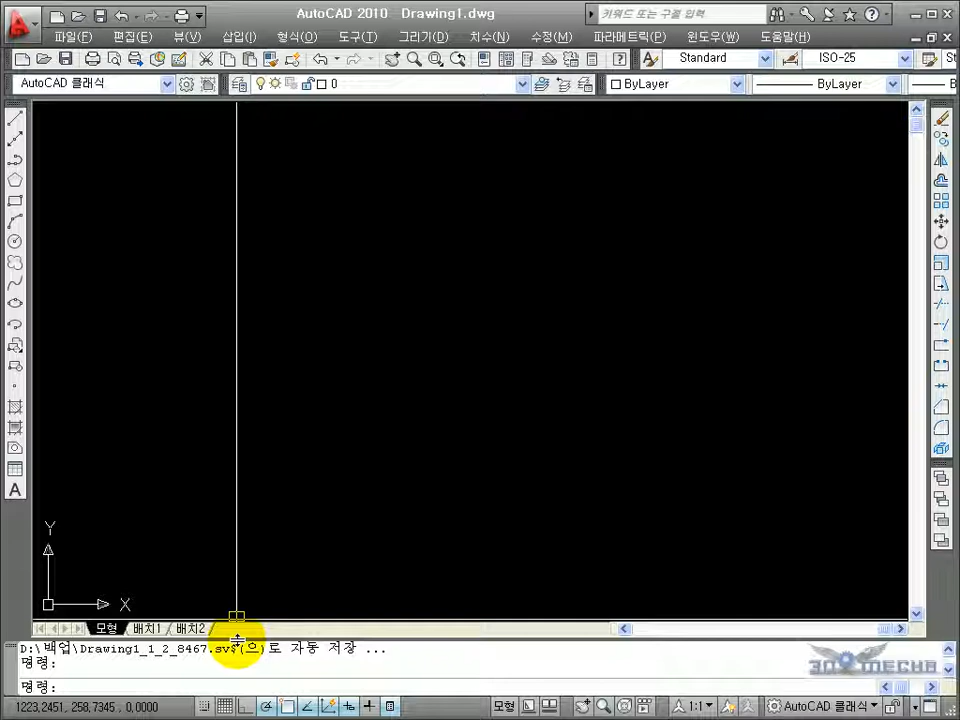 AutoCAD 2010 Drawing1.dwg
키워드 또는 구절 입력
파일(F) 편집(E) 뷰(V) 삽입(I) 형식(O) 도구(T) 그리기(D) 치수(N) 수정(M) 파라메트릭(P) 윈도우(W) 도움말(H)
Standard ISO-25 St
AutoCAD 클래식 0 ByLayer ByLayer B
A
Y
X
모형 배치1 배치2
D:\백업\Drawing1_1_2_8467.sv$(으)로 자동 저장 ...
명령:
3D MECHA
명령:
1223,2451, 258,7345 , 0,0000 모형 1:1 AutoCAD 클래식